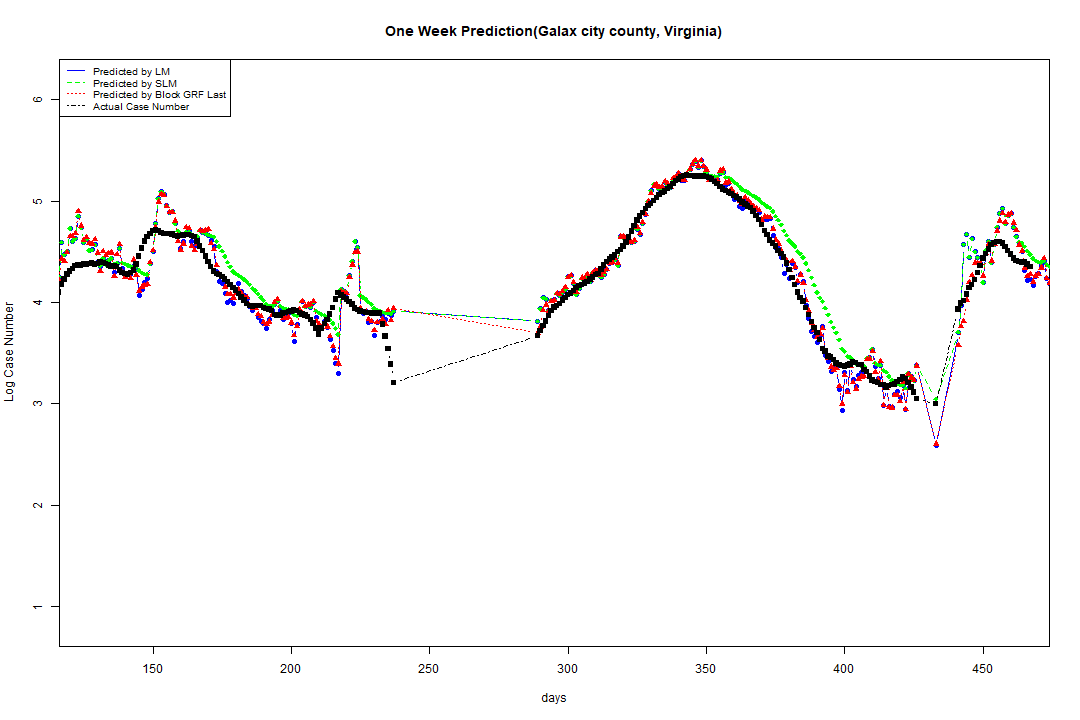 One Week Prediction(Galax city county, Virginia)
Predicted by LM
Predicted by SLM
Predicted by Block GRF Last
Actual Case Number
6
5
4
3
2
1
Log Case Number
150 200 250 300 350 400 450
days